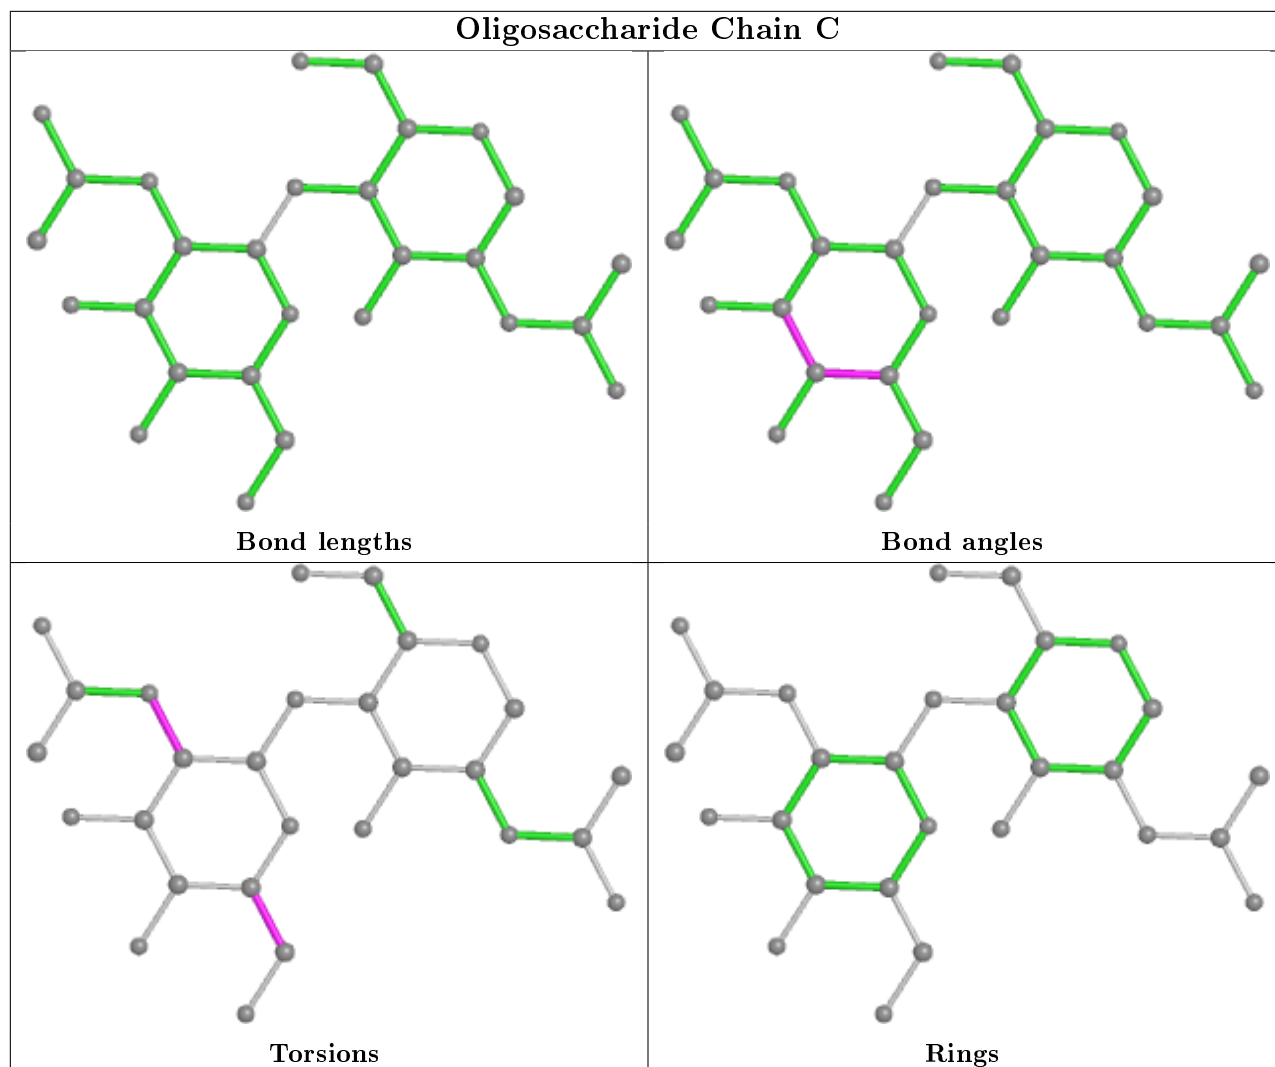 Oligosaccharide Chain C
Bond lengths
Bond angles
Torsions
Rings